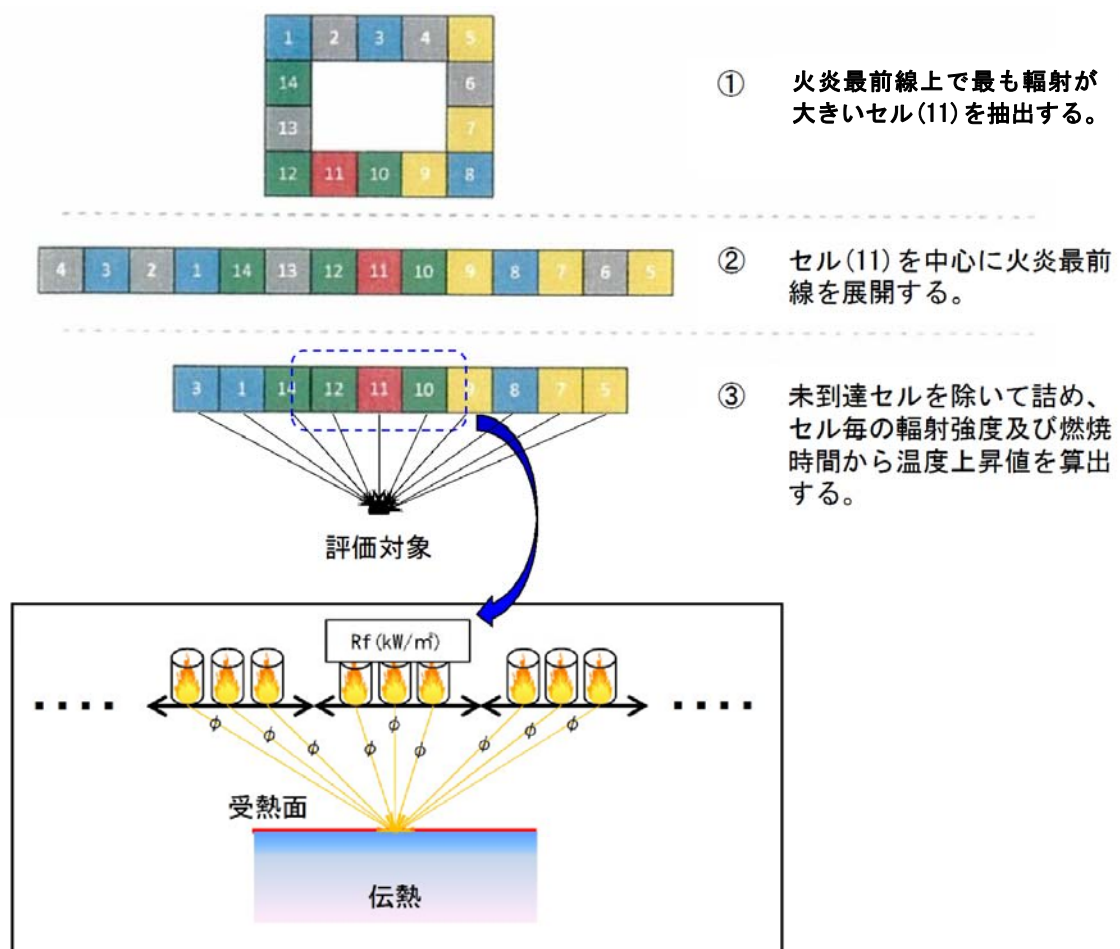 1 2 3 4 5
14 6
13 7
12 11 10 9 8
① 火炎最前線上で最も輻射が
大きいセル(11)を抽出する。
4 3 2 1 14 13 12 11 10 9 8 7 6 5
② セル(11)を中心に火炎最前
線を展開する。
3 1 14 12 11 10 9 8 7 5
③ 未到達セルを除いて詰め、
セル毎の輻射強度及び燃焼
時間から温度上昇値を算出
する。
評価対象
Rf(kW/㎡)
φ φ φ φ φ φ φ φ φ
受熱面
伝熱